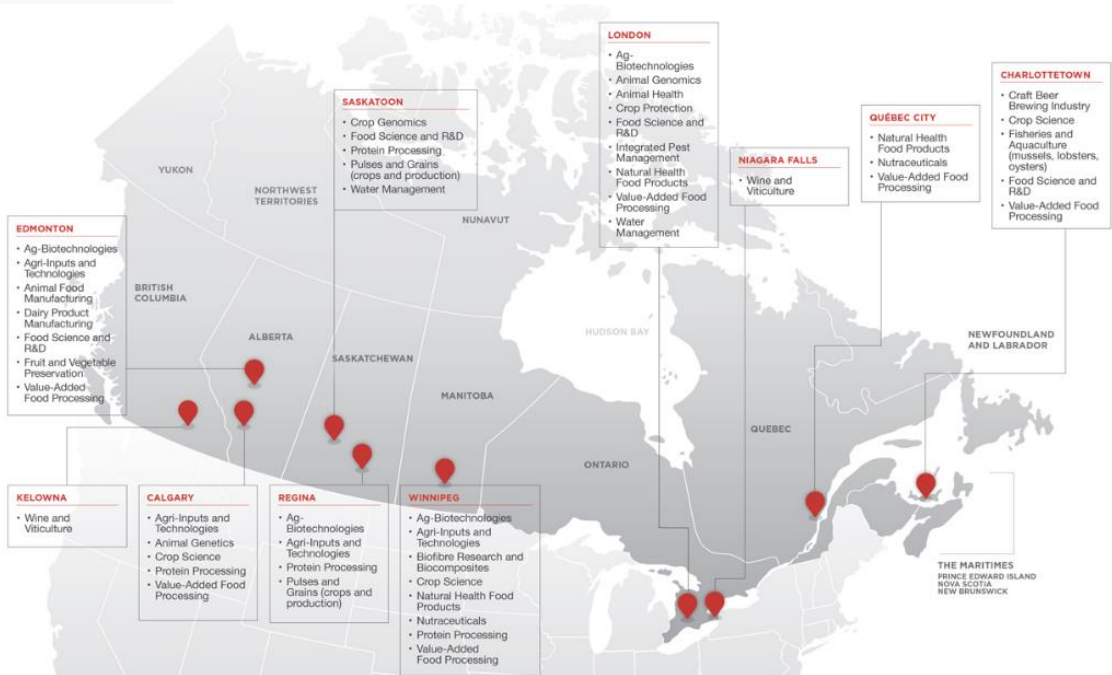 LONDON
• Ag-
Biotechnologies
• Animal Genomics
• Animal Health
• Crop Protection
• Food Science and
R&D
• Integrated Pest
Management
• Natural Health
Food Products
• Value-Added Food
Processing
• Water
Management
CHARLOTTETOWN
• Craft Beer
Brewing Industry
• Crop Science
• Fisheries and
Aquaculture
(mussels, lobsters,
oysters)
• Food Science and
R&D
• Value-Added Food
Processing
SASKATOON
• Crop Genomics
• Food Science and R&D
• Protein Processing
• Pulses and Grains
(crops and production)
• Water Management
QUÉBEC CITY
• Natural Health
Food Products
• Nutraceuticals
• Value-Added Food
Processing
NIAGARA FALLS
• Wine and
Viticulture
YUKON
NORTHWEST
TERRITORIES
NUNAVUT
EDMONTON
• Ag-Biotechnologies
• Agri-Inputs and
Technologies
• Animal Food
Manufacturing
• Dairy Product
Manufacturing
• Food Science and
R&D
• Fruit and Vegetable
Preservation
• Value-Added
Food Processing
BRITISH
COLUMBIA
ALBERTA
SASKATCHEWAN
MANITOBA
HUDSON BAY
ONTARIO
QUEBEC
NEWFOUNDLAND
AND LABRADOR
KELOWNA
• Wine and
Viticulture
CALGARY
• Agri-Inputs and
Technologies
• Animal Genetics
• Crop Science
• Protein Processing
• Value-Added Food
Processing
REGINA
• Ag-
Biotechnologies
• Agri-Inputs and
Technologies
• Protein Processing
• Pulses and
Grains (crops and
production)
WINNIPEG
• Ag-Biotechnologies
• Agri-Inputs and
Technologies
• Biofibre Research and
Biocomposites
• Crop Science
• Natural Health Food
Products
• Nutraceuticals
• Protein Processing
• Value-Added
Food Processing
THE MARITIMES
PRINCE EDWARD ISLAND
NOVA SCOTIA
NEW BRUNSWICK